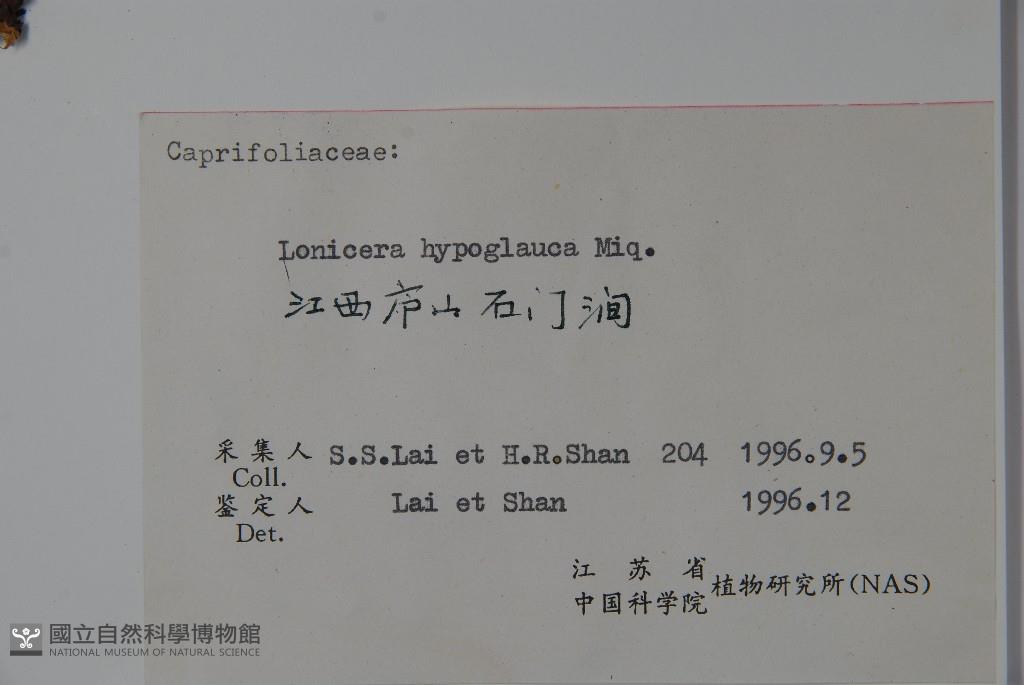 Caprifoliaceae:
Lonicera hypoglauca Miq.
江西庐山石门涧
采集人 S.S.Lai et H.R.Shan 204 1996.9.5
Coll.
鉴定人 Lai et Shan 1996.12
Det.
江苏省
中国科学院 植物研究所(NAS)
國立自然科學博物館
NATIONAL MUSEUM OF NATURAL SCIENCE